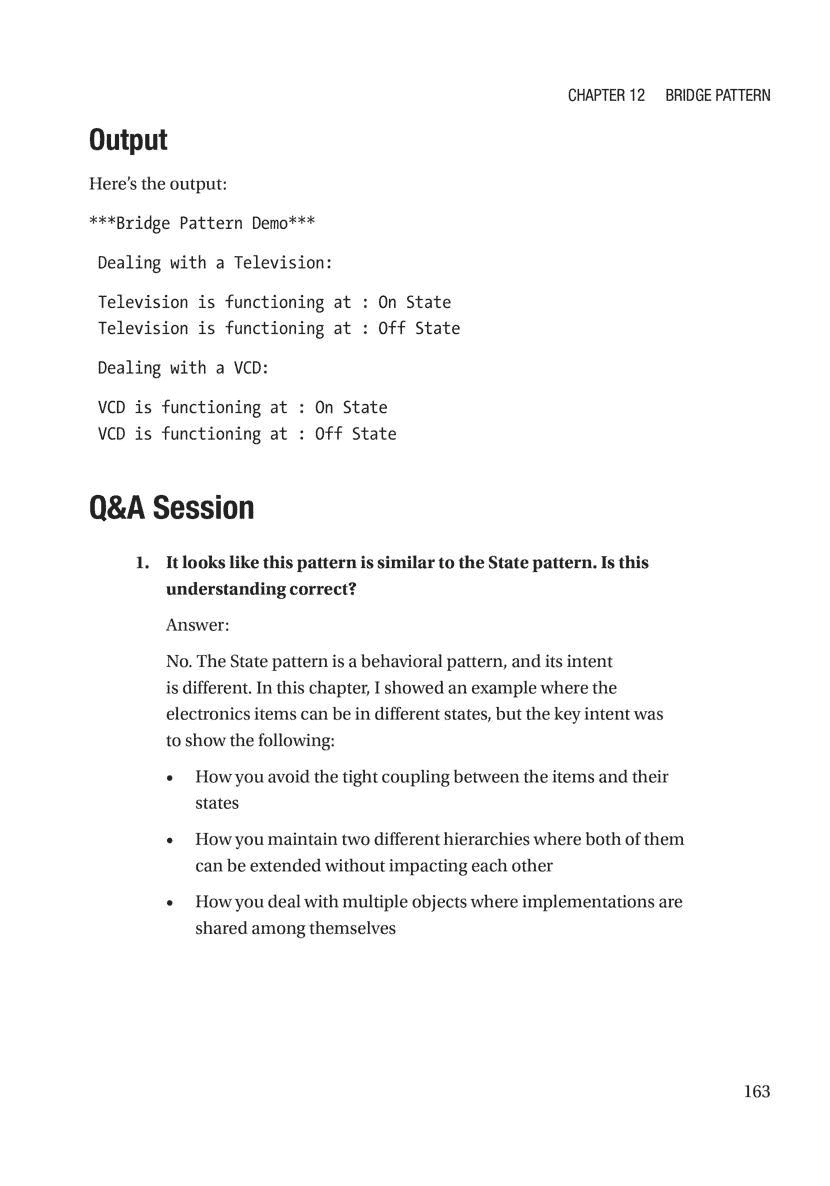 CHAPTER 12 BRIDGE PATTERN
Output
Here’s the output:
***Bridge Pattern Demo***
Dealing with a Television:
Television is functioning at : On State
Television is functioning at : Off State
Dealing with a VCD:
VCD is functioning at : On State
VCD is functioning at : Off State
Q&A Session
1. It looks like this pattern is similar to the State pattern. Is this
understanding correct?
Answer:
No. The State pattern is a behavioral pattern, and its intent
is different. In this chapter, I showed an example where the
electronics items can be in different states, but the key intent was
to show the following:
• How you avoid the tight coupling between the items and their
states
• How you maintain two different hierarchies where both of them
can be extended without impacting each other
• How you deal with multiple objects where implementations are
shared among themselves
163